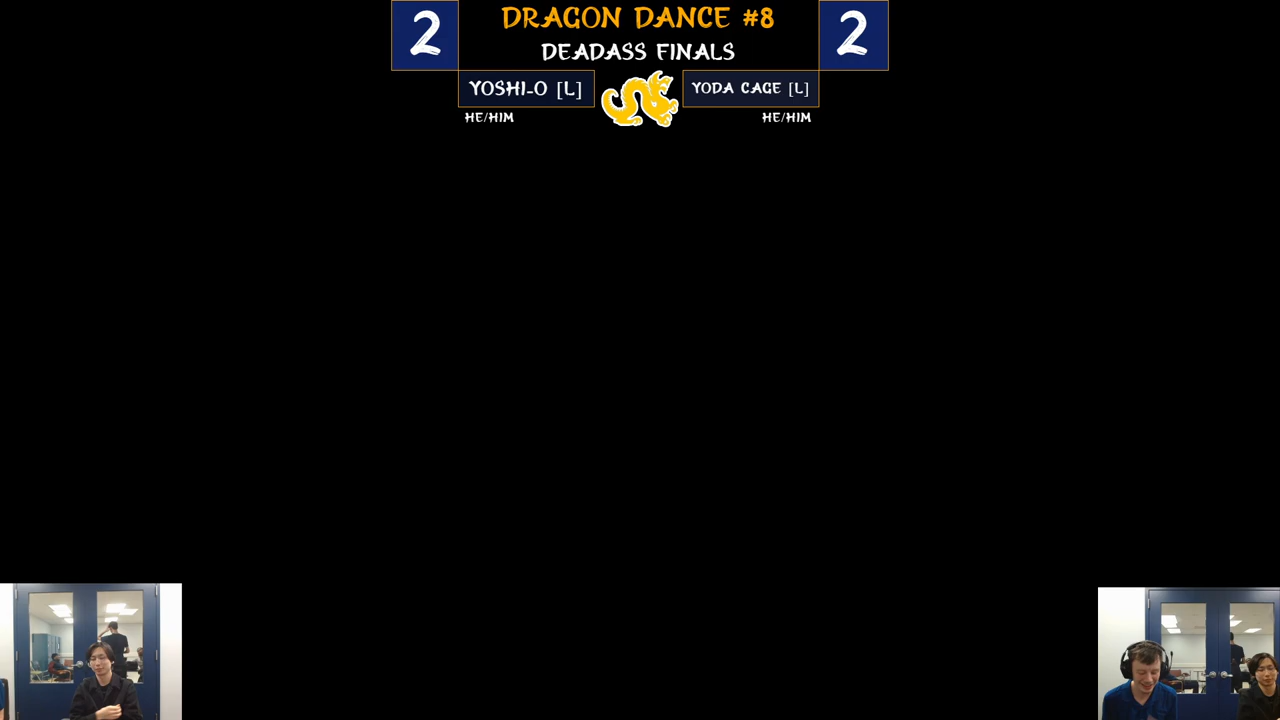 2
DRAGON DANCE #8
2
DEADASS FINALS
YOSHI-O [L]
YODA CAGE [L]
HE/HIM
HE/HIM